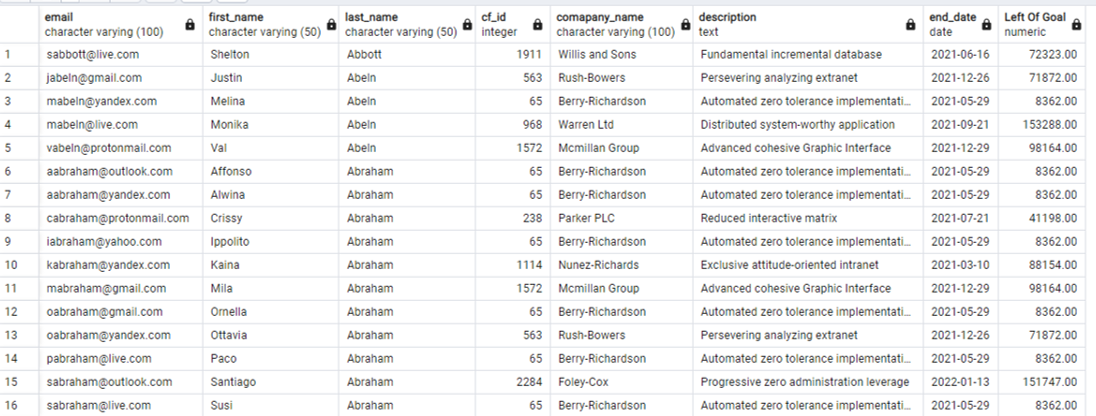 email first_name last_name cf_id comapany_name description end_date Left Of Goal
character varying (100) character varying (50) character varying (50) integer character varying (100) text date numeric
1 sabbott@live.com Shelton Abbott 1911 Willis and Sons Fundamental incremental database 2021-06-16 72323.00
2 jabeln@gmail.com Justin Abeln 563 Rush-Bowers Persevering analyzing extranet 2021-12-26 71872.00
3 mabeln@yandex.com Melina Abeln 65 Berry-Richardson Automated zero tolerance implementati... 2021-05-29 8362.00
4 mabeln@live.com Monika Abeln 968 Warren Ltd Distributed system-worthy application 2021-09-21 153288.00
5 vabeln@protonmail.com Val Abeln 1572 Mcmillan Group Advanced cohesive Graphic Interface 2021-12-29 98164.00
6 aabraham@outlook.com Affonso Abraham 65 Berry-Richardson Automated zero tolerance implementati... 2021-05-29 8362.00
7 aabraham@yandex.com Alwina Abraham 65 Berry-Richardson Automated zero tolerance implementati... 2021-05-29 8362.00
8 cabraham@protonmail.com Crissy Abraham 238 Parker PLC Reduced interactive matrix 2021-07-21 41198.00
9 iabraham@yahoo.com Ippolito Abraham 65 Berry-Richardson Automated zero tolerance implementati... 2021-05-29 8362.00
10 kabraham@yandex.com Kaina Abraham 1114 Nunez-Richards Exclusive attitude-oriented intranet 2021-03-10 88154.00
11 mabraham@gmail.com Mila Abraham 1572 Mcmillan Group Advanced cohesive Graphic Interface 2021-12-29 98164.00
12 oabraham@gmail.com Ornella Abraham 65 Berry-Richardson Automated zero tolerance implementati... 2021-05-29 8362.00
13 oabraham@yandex.com Ottavia Abraham 563 Rush-Bowers Persevering analyzing extranet 2021-12-26 71872.00
14 pabraham@live.com Paco Abraham 65 Berry-Richardson Automated zero tolerance implementati... 2021-05-29 8362.00
15 sabraham@outlook.com Santiago Abraham 2284 Foley-Cox Progressive zero administration leverage 2022-01-13 151747.00
16 sabraham@live.com Susi Abraham 65 Berry-Richardson Automated zero tolerance implementati... 2021-05-29 8362.00